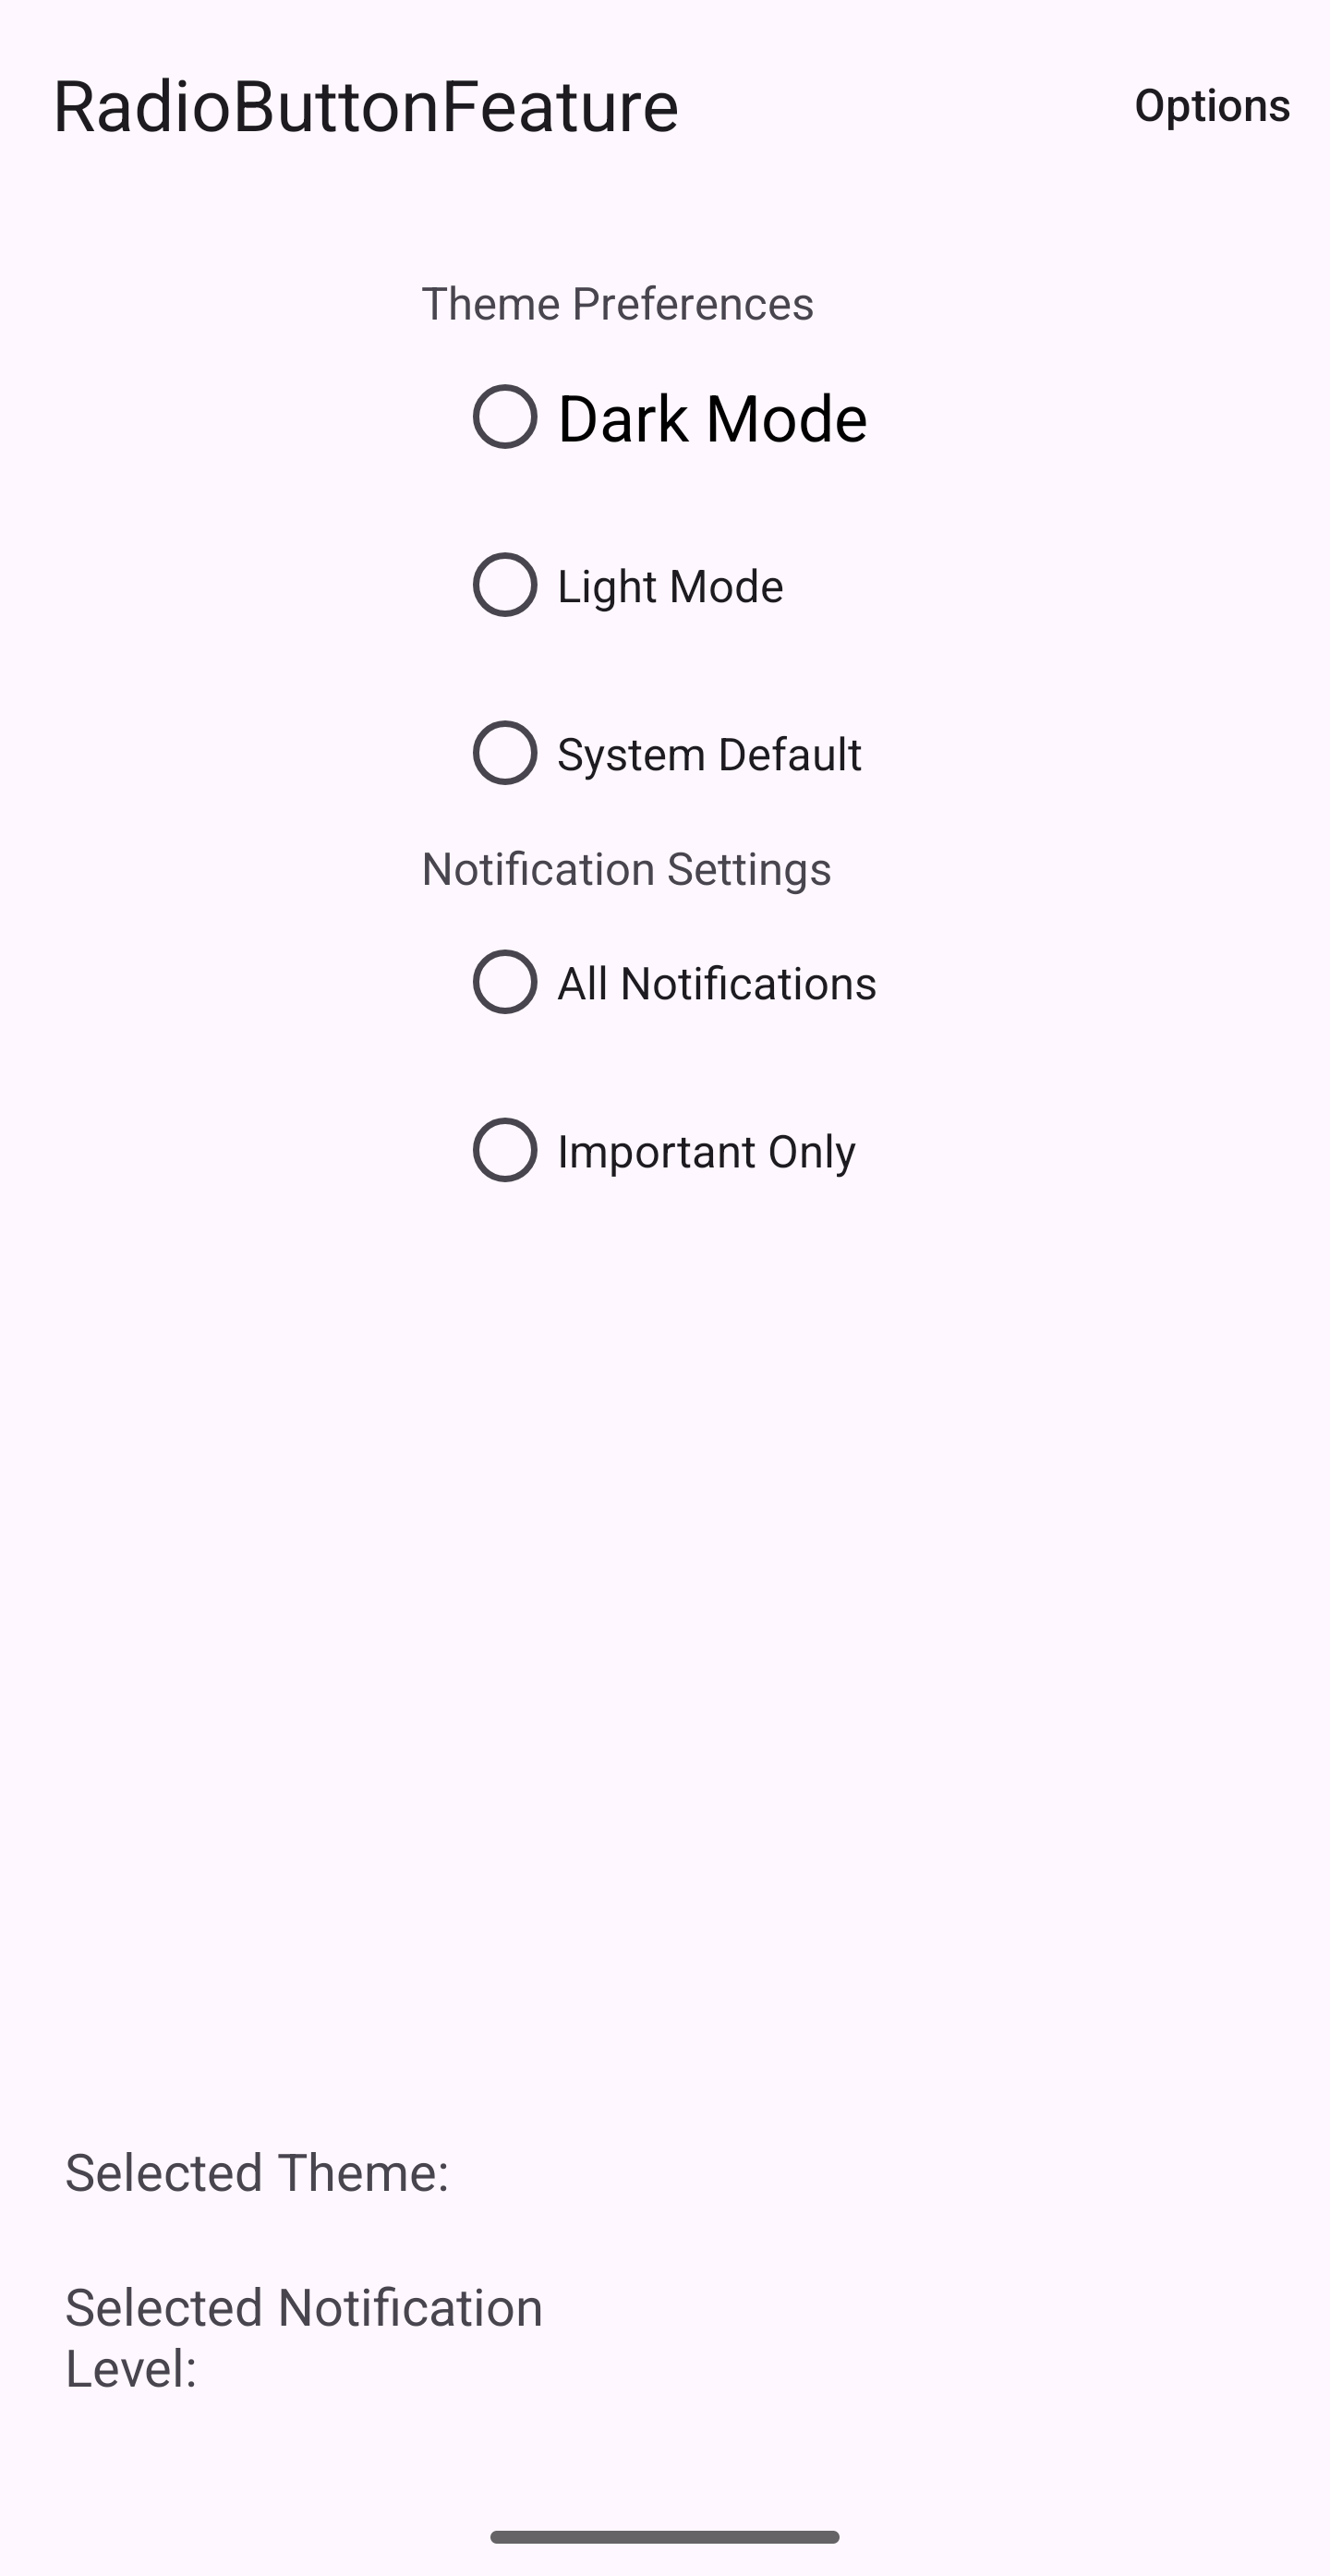 RadioButtonFeature
Options
Theme Preferences
Dark Mode
Light Mode
System Default
Notification Settings
All Notifications
Important Only
Selected Theme:
Selected Notification
Level: